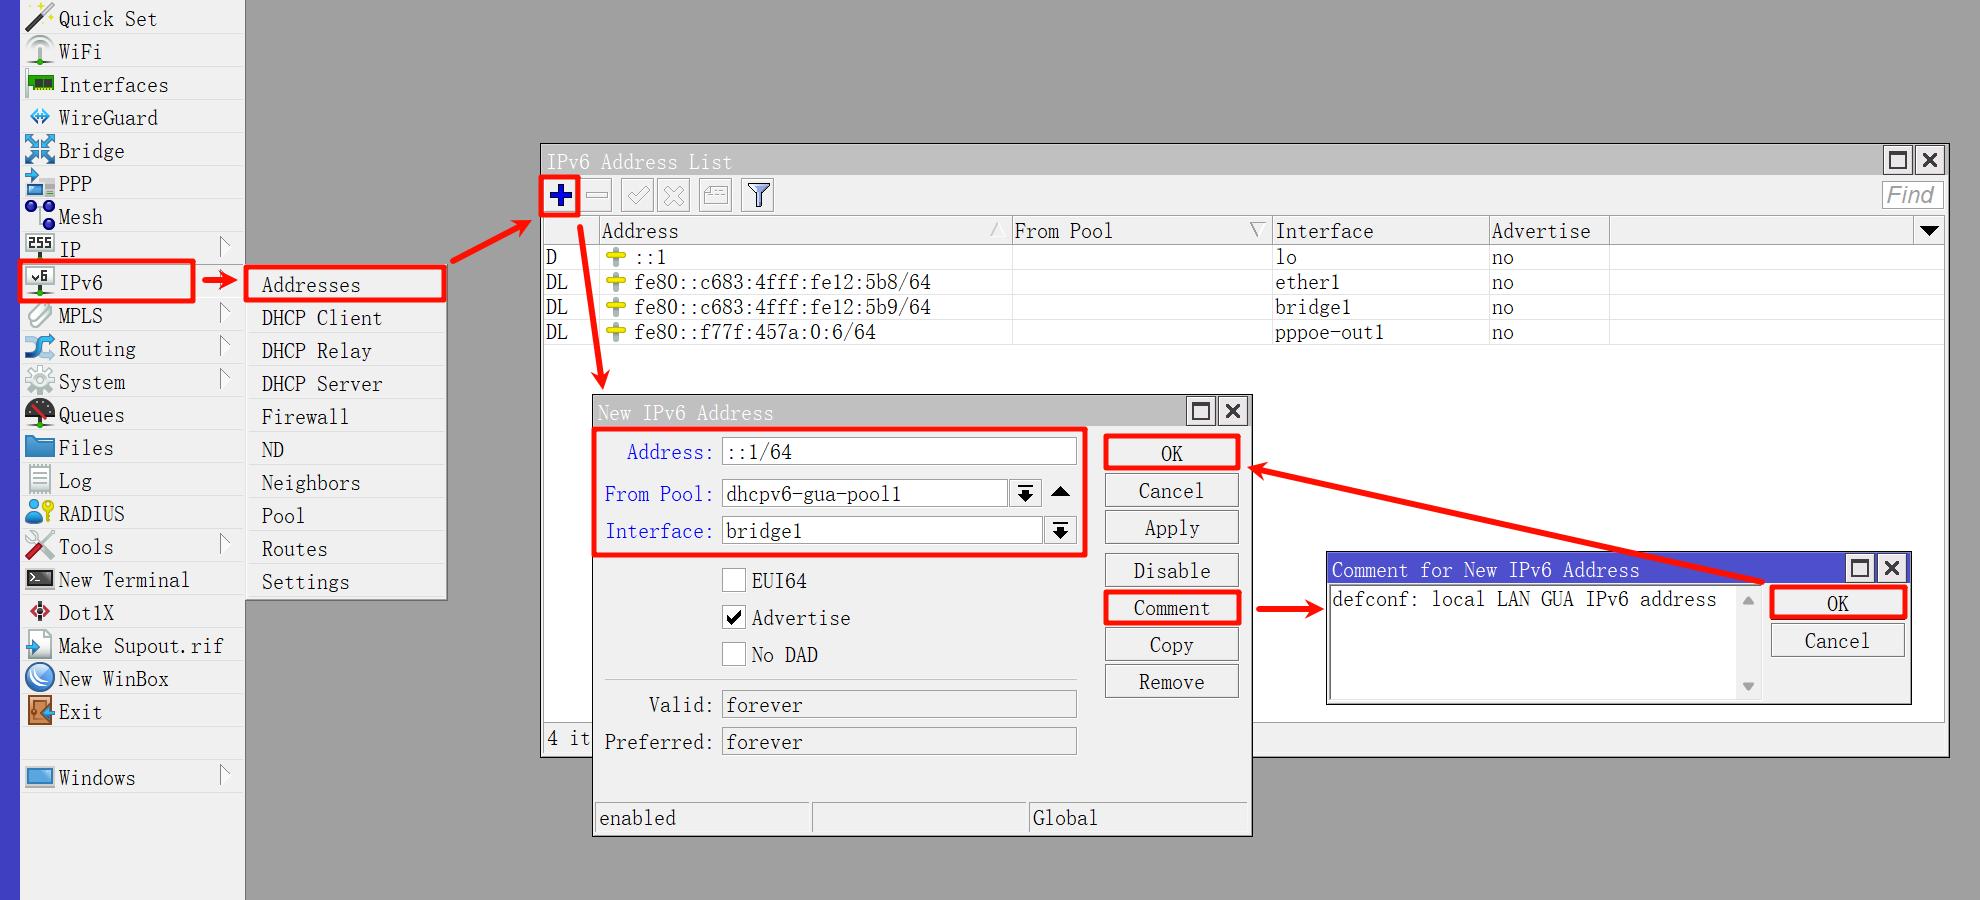 Quick Set
WiFi
Interfaces
WireGuard
Bridge
PPP
Mesh
255 IP
v6 IPv6
MPLS
Routing
System
Queues
Files
Log
RADIUS
Tools
New Terminal
Dot1X
Make Supout.rif
New WinBox
Exit
Windows
Addresses
DHCP Client
DHCP Relay
DHCP Server
Firewall
ND
Neighbors
Pool
Routes
Settings
IPv6 Address List
Find
Address From Pool Interface Advertise
D ::1 lo no
DL fe80::c683:4fff:fe12:5b8/64 ether1 no
DL fe80::c683:4fff:fe12:5b9/64 bridge1 no
DL fe80::f77f:457a:0:6/64 pppoe-out1 no
4 it
New IPv6 Address
Address: ::1/64
From Pool: dhcpv6-gua-pool1
Interface: bridge1
EUI64
Advertise
No DAD
Valid: forever
Preferred: forever
enabled Global
OK
Cancel
Apply
Disable
Comment
Copy
Remove
Comment for New IPv6 Address
defconf: local LAN GUA IPv6 address
OK
Cancel